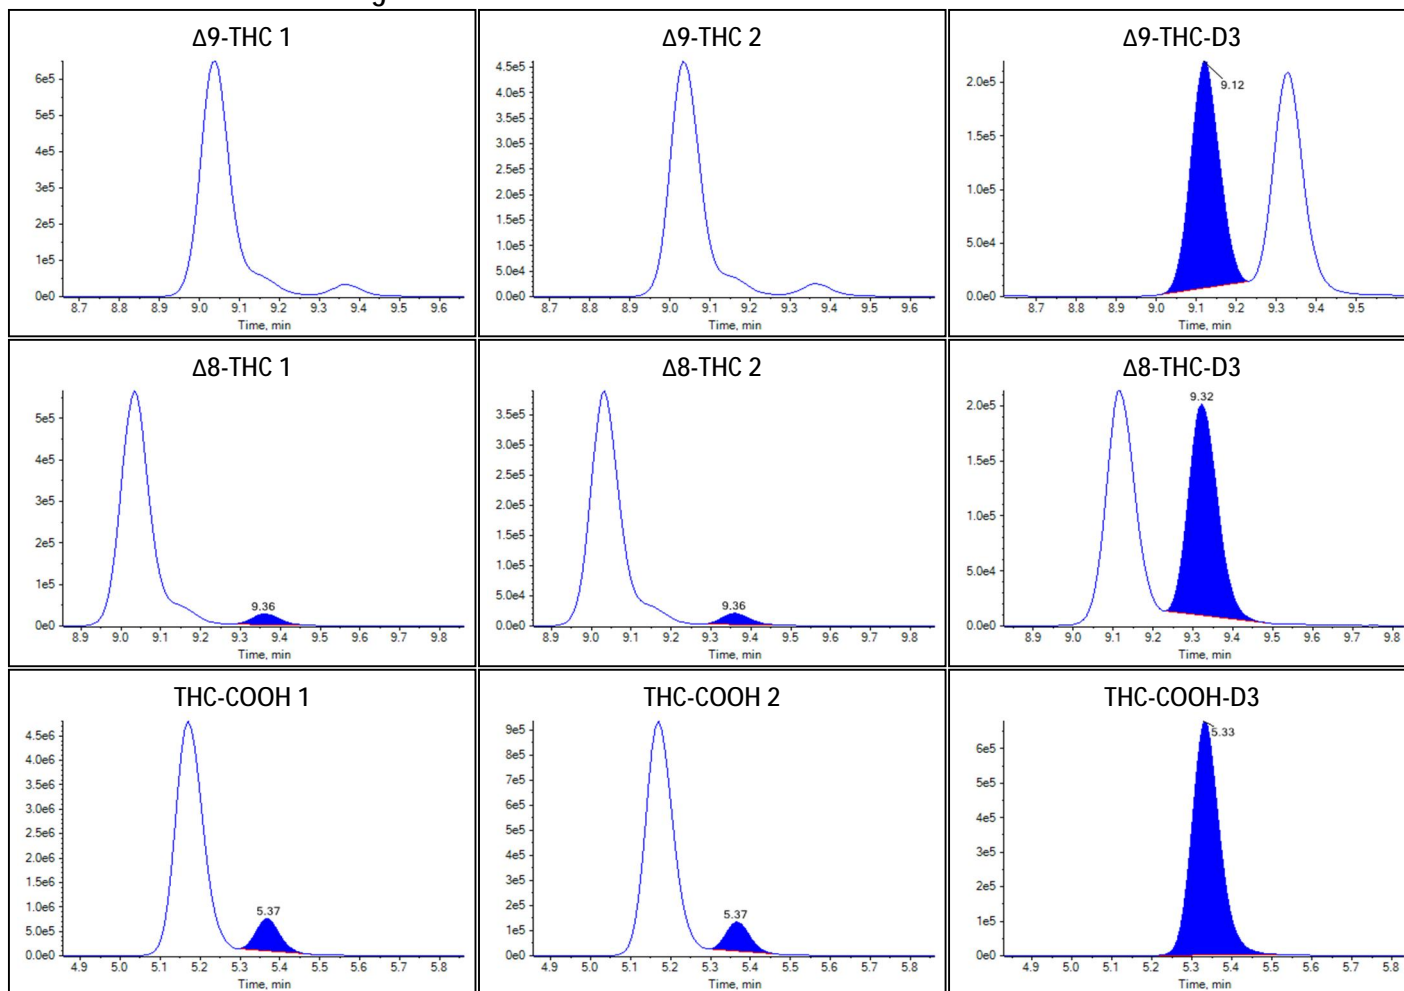 g
Δ9-THC 1
6e5
5e5
4e5
3e5
2e5
1e5
0e0
8.7 8.8 8.9 9.0 9.1 9.2 9.3 9.4 9.5 9.6
Time, min
Δ9-THC 2
4.5e5
4.0e5
3.5e5
3.0e5
2.5e5
2.0e5
1.5e5
1.0e5
5.0e4
0.0e0
8.7 8.8 8.9 9.0 9.1 9.2 9.3 9.4 9.5 9.6
Time, min
Δ9-THC-D3
9.12
2.0e5
1.5e5
1.0e5
5.0e4
0.0e0
8.7 8.8 8.9 9.0 9.1 9.2 9.3 9.4 9.5
Time, min
Δ8-THC 1
5e5
4e5
3e5
2e5
1e5
0e0
9.36
8.9 9.0 9.1 9.2 9.3 9.4 9.5 9.6 9.7 9.8
Time, min
Δ8-THC 2
3.5e5
3.0e5
2.5e5
2.0e5
1.5e5
1.0e5
5.0e4
0.0e0
9.36
8.9 9.0 9.1 9.2 9.3 9.4 9.5 9.6 9.7 9.8
Time, min
Δ8-THC-D3
9.32
2.0e5
1.5e5
1.0e5
5.0e4
0.0e0
8.9 9.0 9.1 9.2 9.3 9.4 9.5 9.6 9.7 9.8
Time, min
THC-COOH 1
4.5e6
4.0e6
3.5e6
3.0e6
2.5e6
2.0e6
1.5e6
1.0e6
5.0e5
0.0e0
5.37
4.9 5.0 5.1 5.2 5.3 5.4 5.5 5.6 5.7 5.8
Time, min
THC-COOH 2
9e5
8e5
7e5
6e5
5e5
4e5
3e5
2e5
1e5
0e0
5.37
4.9 5.0 5.1 5.2 5.3 5.4 5.5 5.6 5.7 5.8
Time, min
THC-COOH-D3
5.33
6e5
5e5
4e5
3e5
2e5
1e5
0e0
4.9 5.0 5.1 5.2 5.3 5.4 5.5 5.6 5.7 5.8
Time, min